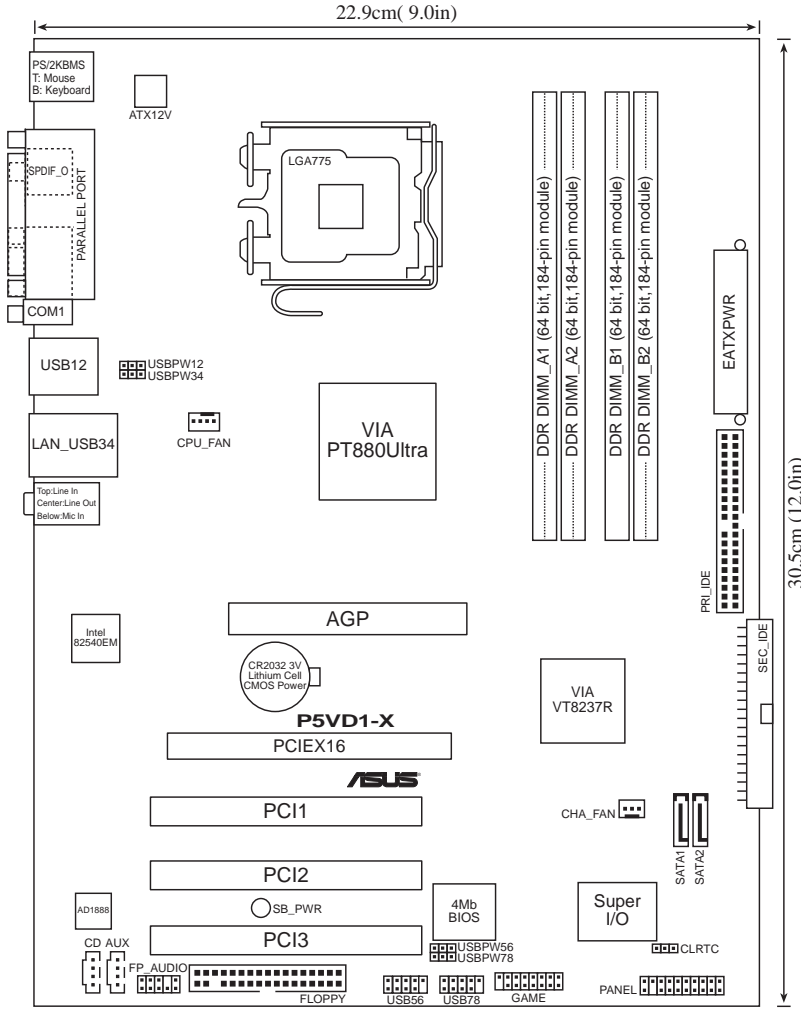 22.9cm( 9.0in)
30.5cm (12.0in)
PS/2KBMS
T: Mouse
B: Keyboard
ATX12V
SPDIF_O
PARALLEL PORT
COM1
LGA775
DDR DIMM_A1 (64 bit,184-pin module)
DDR DIMM_A2 (64 bit,184-pin module)
DDR DIMM_B1 (64 bit,184-pin module)
DDR DIMM_B2 (64 bit,184-pin module)
EATXPWR
USB12
USBPW12
USBPW34
CPU_FAN
LAN_USB34
VIA
PT880Ultra
Top:Line In
Center:Line Out
Below:Mic In
PRI_IDE
SEC_IDE
AGP
Intel
82540EM
CR2032 3V
Lithium Cell
CMOS Power
VIA
VT8237R
P5VD1-X
PCIEX16
ASUS
PCI1
CHA_FAN
SATA1
SATA2
PCI2
AD1888
SB_PWR
4Mb
BIOS
Super
I/O
PCI3
USBPW56
USBPW78
CLRTC
CD AUX
FP_AUDIO
FLOPPY
USB56
USB78
GAME
PANEL